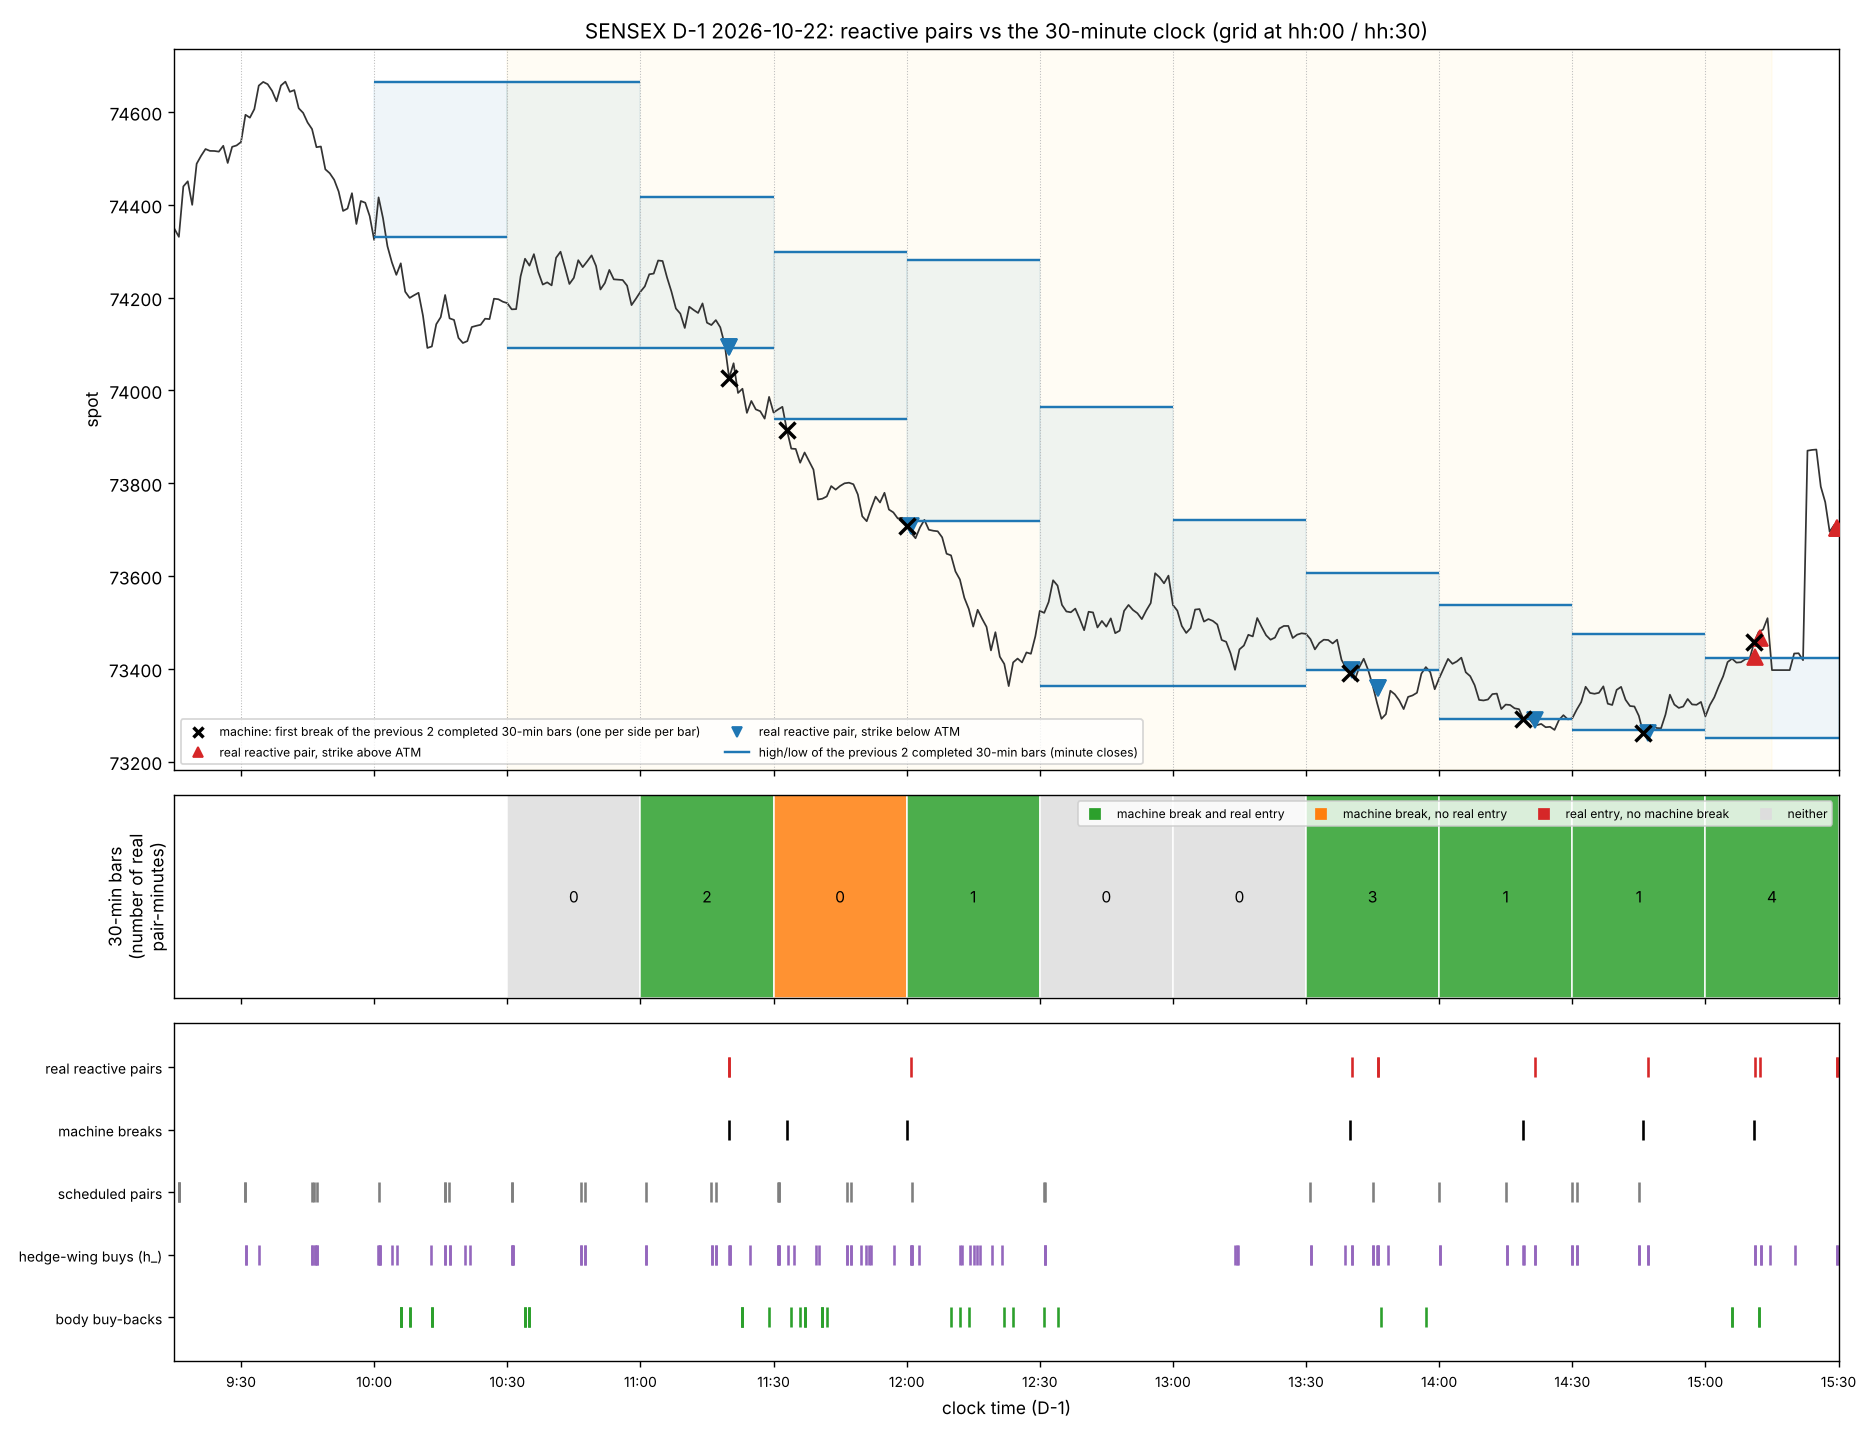 SENSEX D-1 2026-10-22: reactive pairs vs the 30-minute clock (grid at hh:00 / hh:30)
74600
74400
74200
74000
73800
73600
73400
73200
spot
machine: first break of the previous 2 completed 30-min bars (one per side per bar)
real reactive pair, strike above ATM
real reactive pair, strike below ATM
high/low of the previous 2 completed 30-min bars (minute closes)
30-min bars
(number of real
pair-minutes)
machine break and real entry
machine break, no real entry
real entry, no machine break
neither
0
2
0
1
0
0
3
1
1
4
real reactive pairs
machine breaks
scheduled pairs
hedge-wing buys (h_)
body buy-backs
9:30
10:00
10:30
11:00
11:30
12:00
12:30
13:00
13:30
14:00
14:30
15:00
15:30
clock time (D-1)